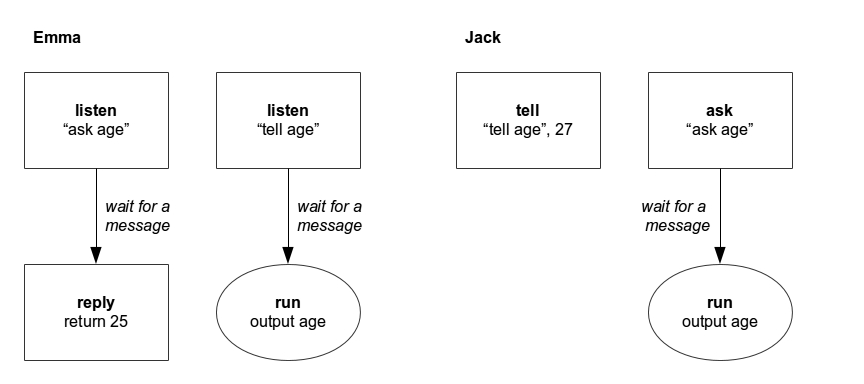 Emma
Jack
listen
“ask age”
listen
“tell age”
tell
“tell age”, 27
ask
“ask age”
wait for a
message
wait for a
message
wait for a
message
reply
return 25
run
output age
run
output age